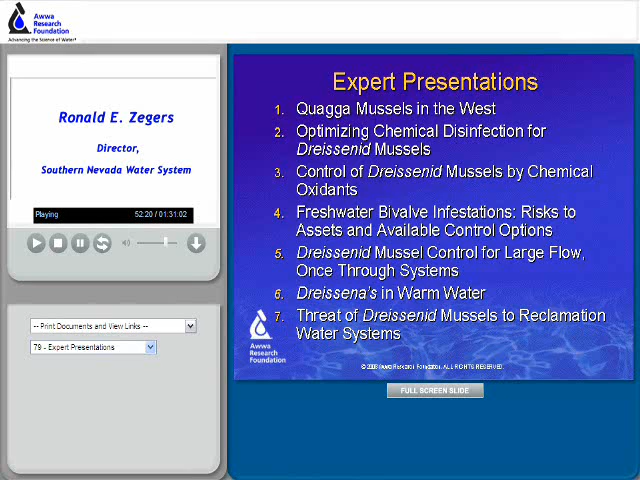 Awwa
Research
Foundation
Advancing the Science of Water®
Ronald E. Zegers
Director,
Southern Nevada Water System
Playing 52:20 / 01:31:02
-- Print Documents and View Links --
79 - Expert Presentations
Expert Presentations
1. Quagga Mussels in the West
2. Optimizing Chemical Disinfection for
Dreissenid Mussels
3. Control of Dreissenid Mussels by Chemical
Oxidants
4. Freshwater Bivalve Infestations: Risks to
Assets and Available Control Options
5. Dreissenid Mussel Control for Large Flow,
Once Through Systems
6. Dreissena's in Warm Water
7. Threat of Dreissenid Mussels to Reclamation
Water Systems
Awwa
Research
Foundation
© 2008 Awwa Research Foundation. ALL RIGHTS RESERVED.
FULL SCREEN SLIDE